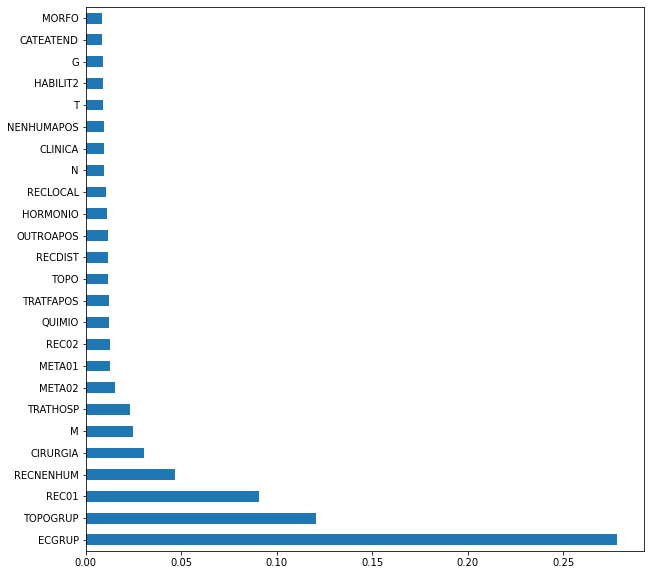 MORFO
CATEATEND
G
HABILIT2
T
NENHUMAPOS
CLINICA
N
RECLOCAL
HORMONIO
OUTROAPOS
RECDIST
TOPO
TRATFAPOS
QUIMIO
REC02
META01
META02
TRATHOSP
M
CIRURGIA
RECNENHUM
REC01
TOPOGRUP
ECGRUP
0.00 0.05 0.10 0.15 0.20 0.25